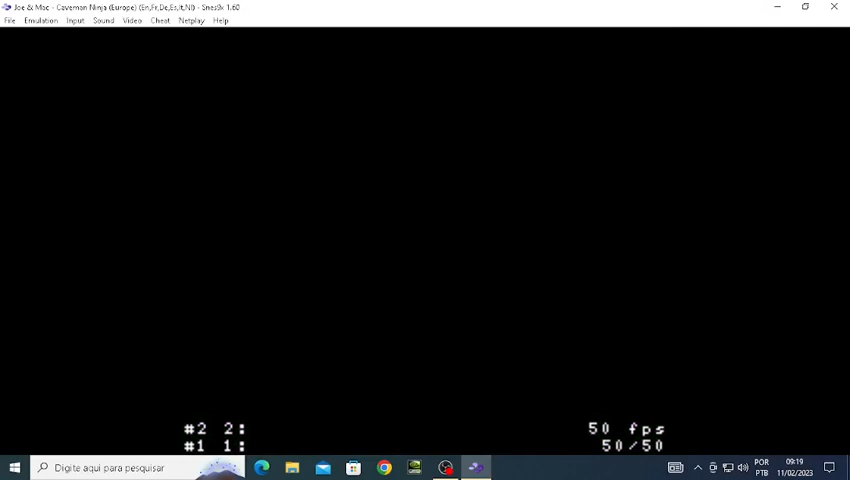 Joe & Mac - Caveman Ninja (Europe) (En,Fr,De,Es,It,Nl) - Snes9x 1.60
File Emulation Input Sound Video Cheat Netplay Help
#2 2: 50 fps
#1 1: 50/50
Digite aqui para pesquisar
POR 09:19
PTB 11/02/2023